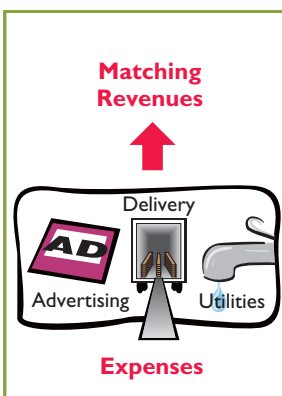 Matching
Revenues
Delivery
AD
Advertising
Utilities
Expenses